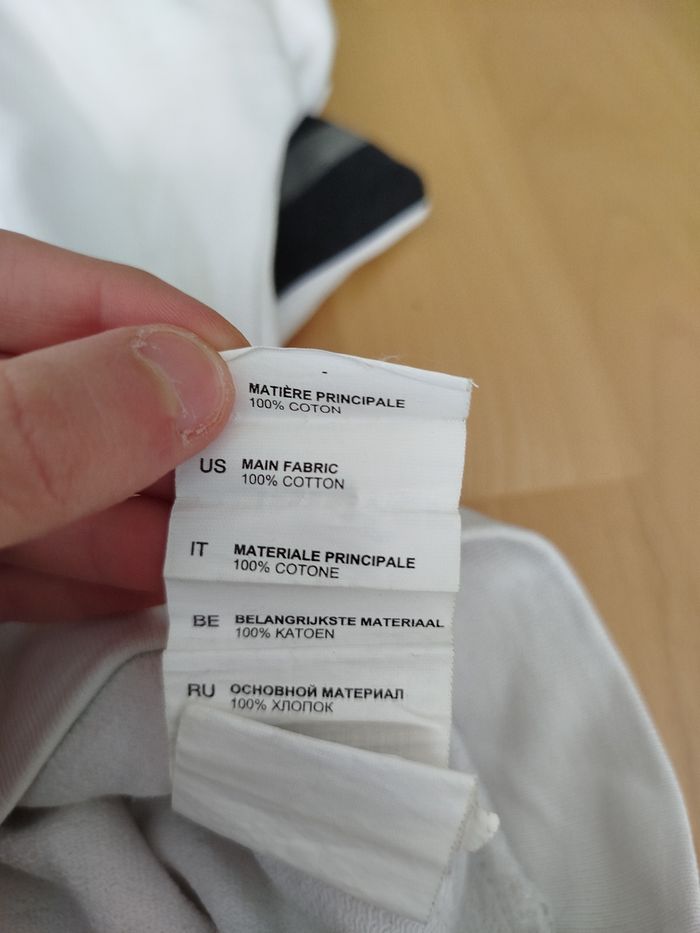 MATIÈRE PRINCIPALE
100% COTON
US MAIN FABRIC
100% COTTON
IT MATERIALE PRINCIPALE
100% COTONE
BE BELANGRIJKSTE MATERIAAL
100% KATOEN
RU ОСНОВНОЙ МАТЕРИАЛ
100% ХЛОПОК